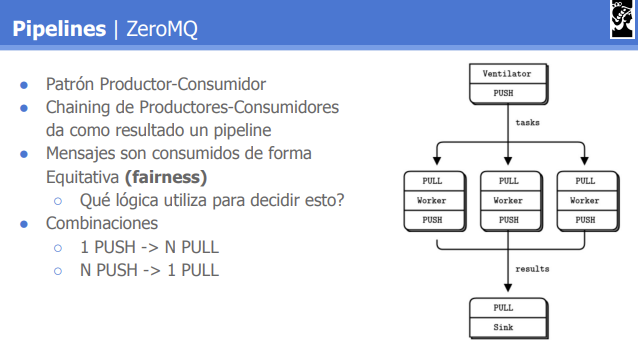 Pipelines | ZeroMQ
● Patrón Productor-Consumidor
● Chaining de Productores-Consumidores
da como resultado un pipeline
● Mensajes son consumidos de forma
Equitativa (fairness)
○ Qué lógica utiliza para decidir esto?
● Combinaciones
○ 1 PUSH -> N PULL
○ N PUSH -> 1 PULL
Ventilator
PUSH
tasks
PULL
Worker
PUSH
PULL
Worker
PUSH
PULL
Worker
PUSH
results
PULL
Sink